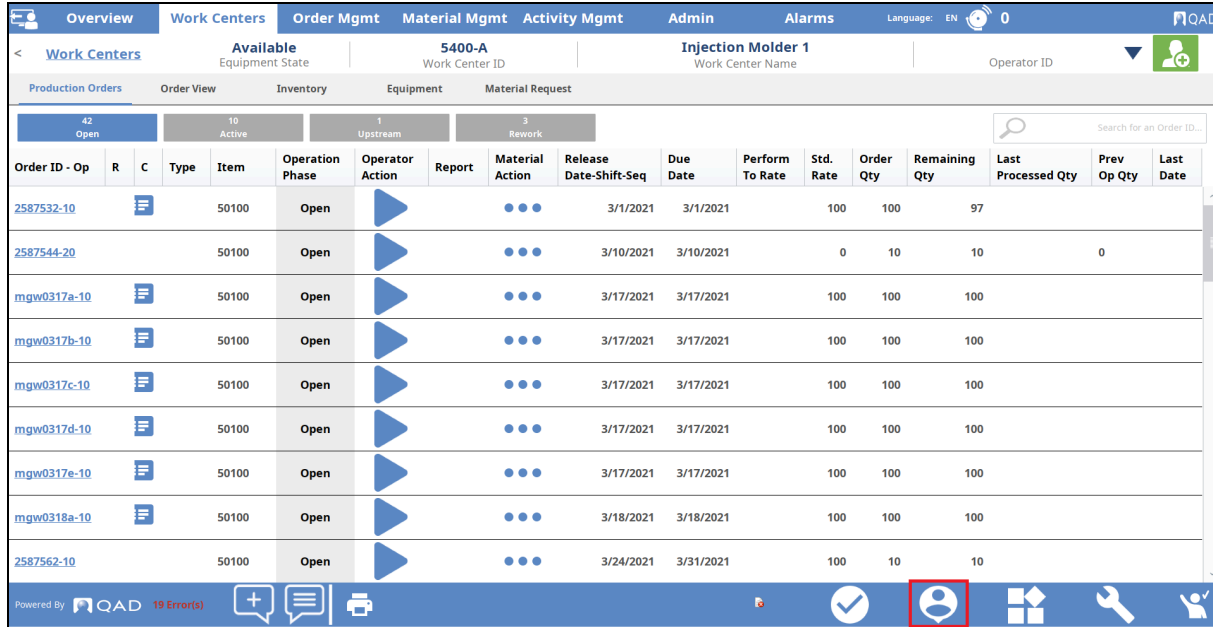 Overview Work Centers Order Mgmt Material Mgmt Activity Mgmt Admin Alarms Language: EN 0 QAD
< Work Centers Available 5400-A Injection Molder 1
Equipment State Work Center ID Work Center Name Operator ID
Production Orders Order View Inventory Equipment Material Request
42 10 1 3
Open Active Upstream Rework Search for an Order ID...
Order ID - Op R C Type Item Operation Phase Operator Action Report Material Action Release Date-Shift-Seq Due Date Perform To Rate Std. Rate Order Qty Remaining Qty Last Processed Qty Prev Op Qty Last Date
2587532-10 50100 Open 3/1/2021 3/1/2021 100 100 97
2587544-20 50100 Open 3/10/2021 3/10/2021 0 10 10 0
mgw0317a-10 50100 Open 3/17/2021 3/17/2021 100 100 100
mgw0317b-10 50100 Open 3/17/2021 3/17/2021 100 100 100
mgw0317c-10 50100 Open 3/17/2021 3/17/2021 100 100 100
mgw0317d-10 50100 Open 3/17/2021 3/17/2021 100 100 100
mgw0317e-10 50100 Open 3/17/2021 3/17/2021 100 100 100
mgw0318a-10 50100 Open 3/18/2021 3/18/2021 100 100 100
2587562-10 50100 Open 3/24/2021 3/31/2021 100 10 10
Powered By QAD 19 Error(s)